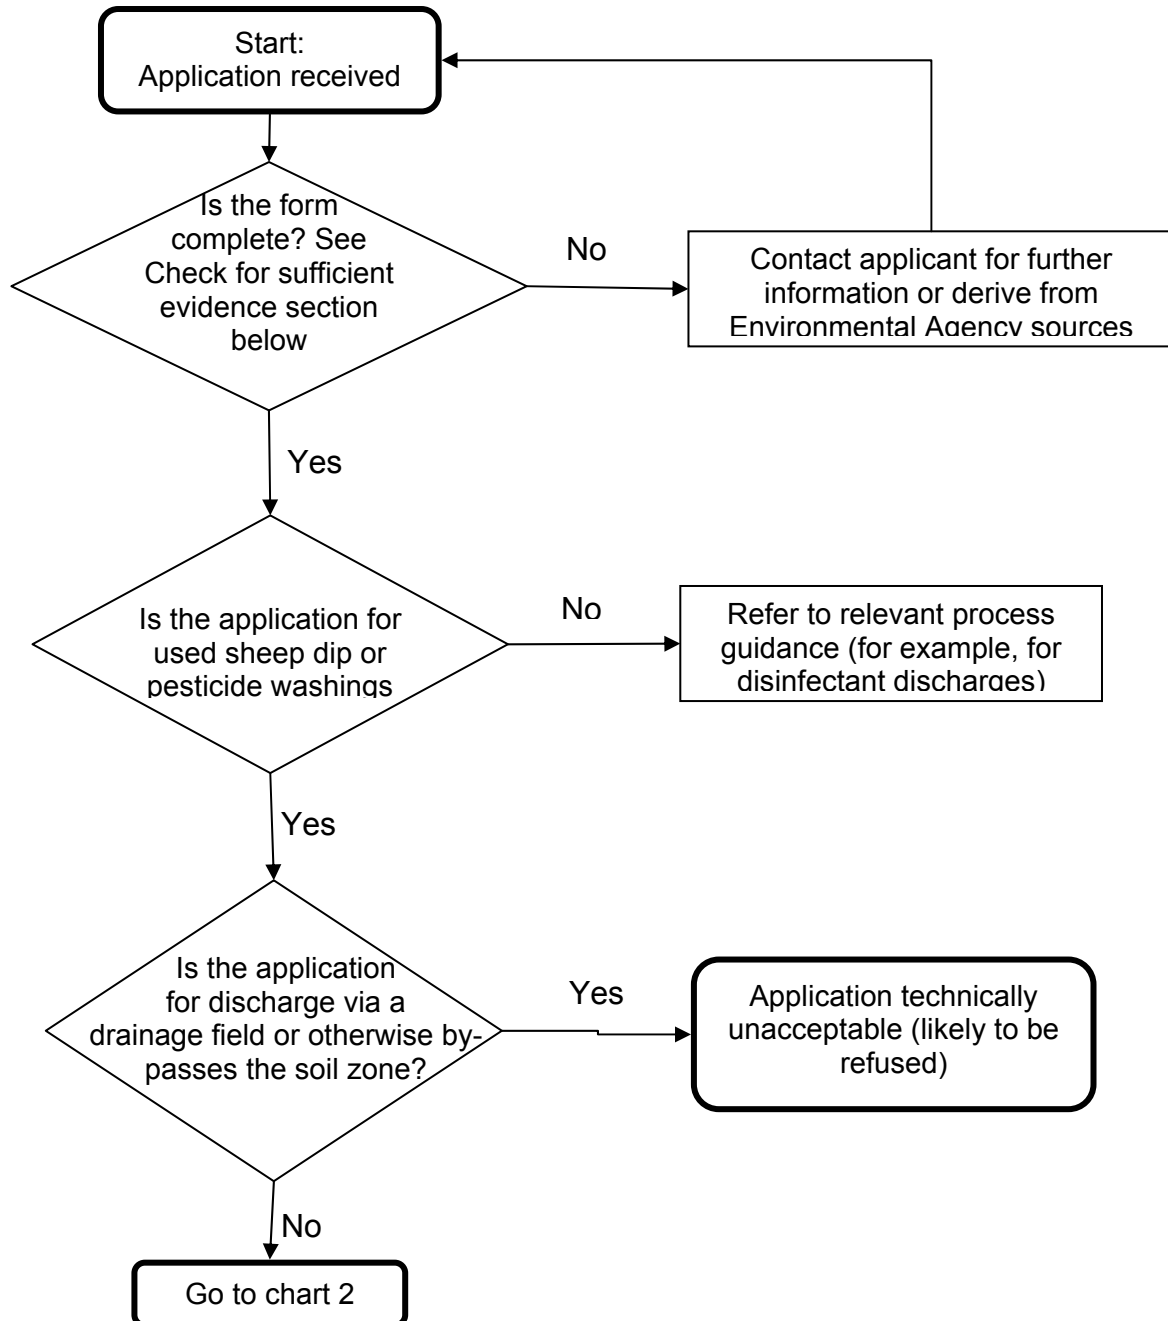 Start:
Application received
Is the form
complete? See
Check for sufficient
evidence section
below
No
Contact applicant for further
information or derive from
Environmental Agency sources
Yes
Is the application for
used sheep dip or
pesticide washings
No
Refer to relevant process
guidance (for example, for
disinfectant discharges)
Yes
Is the application
for discharge via a
drainage field or otherwise by-
passes the soil zone?
Yes
Application technically
unacceptable (likely to be
refused)
No
Go to chart 2